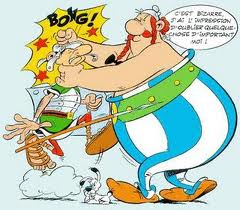 BONG!
C'EST BIZARRE,
J'AI L'IMPRESSION
D'OUBLIER QUELQUE-
CHOSE D'IMPORTANT
MOI !